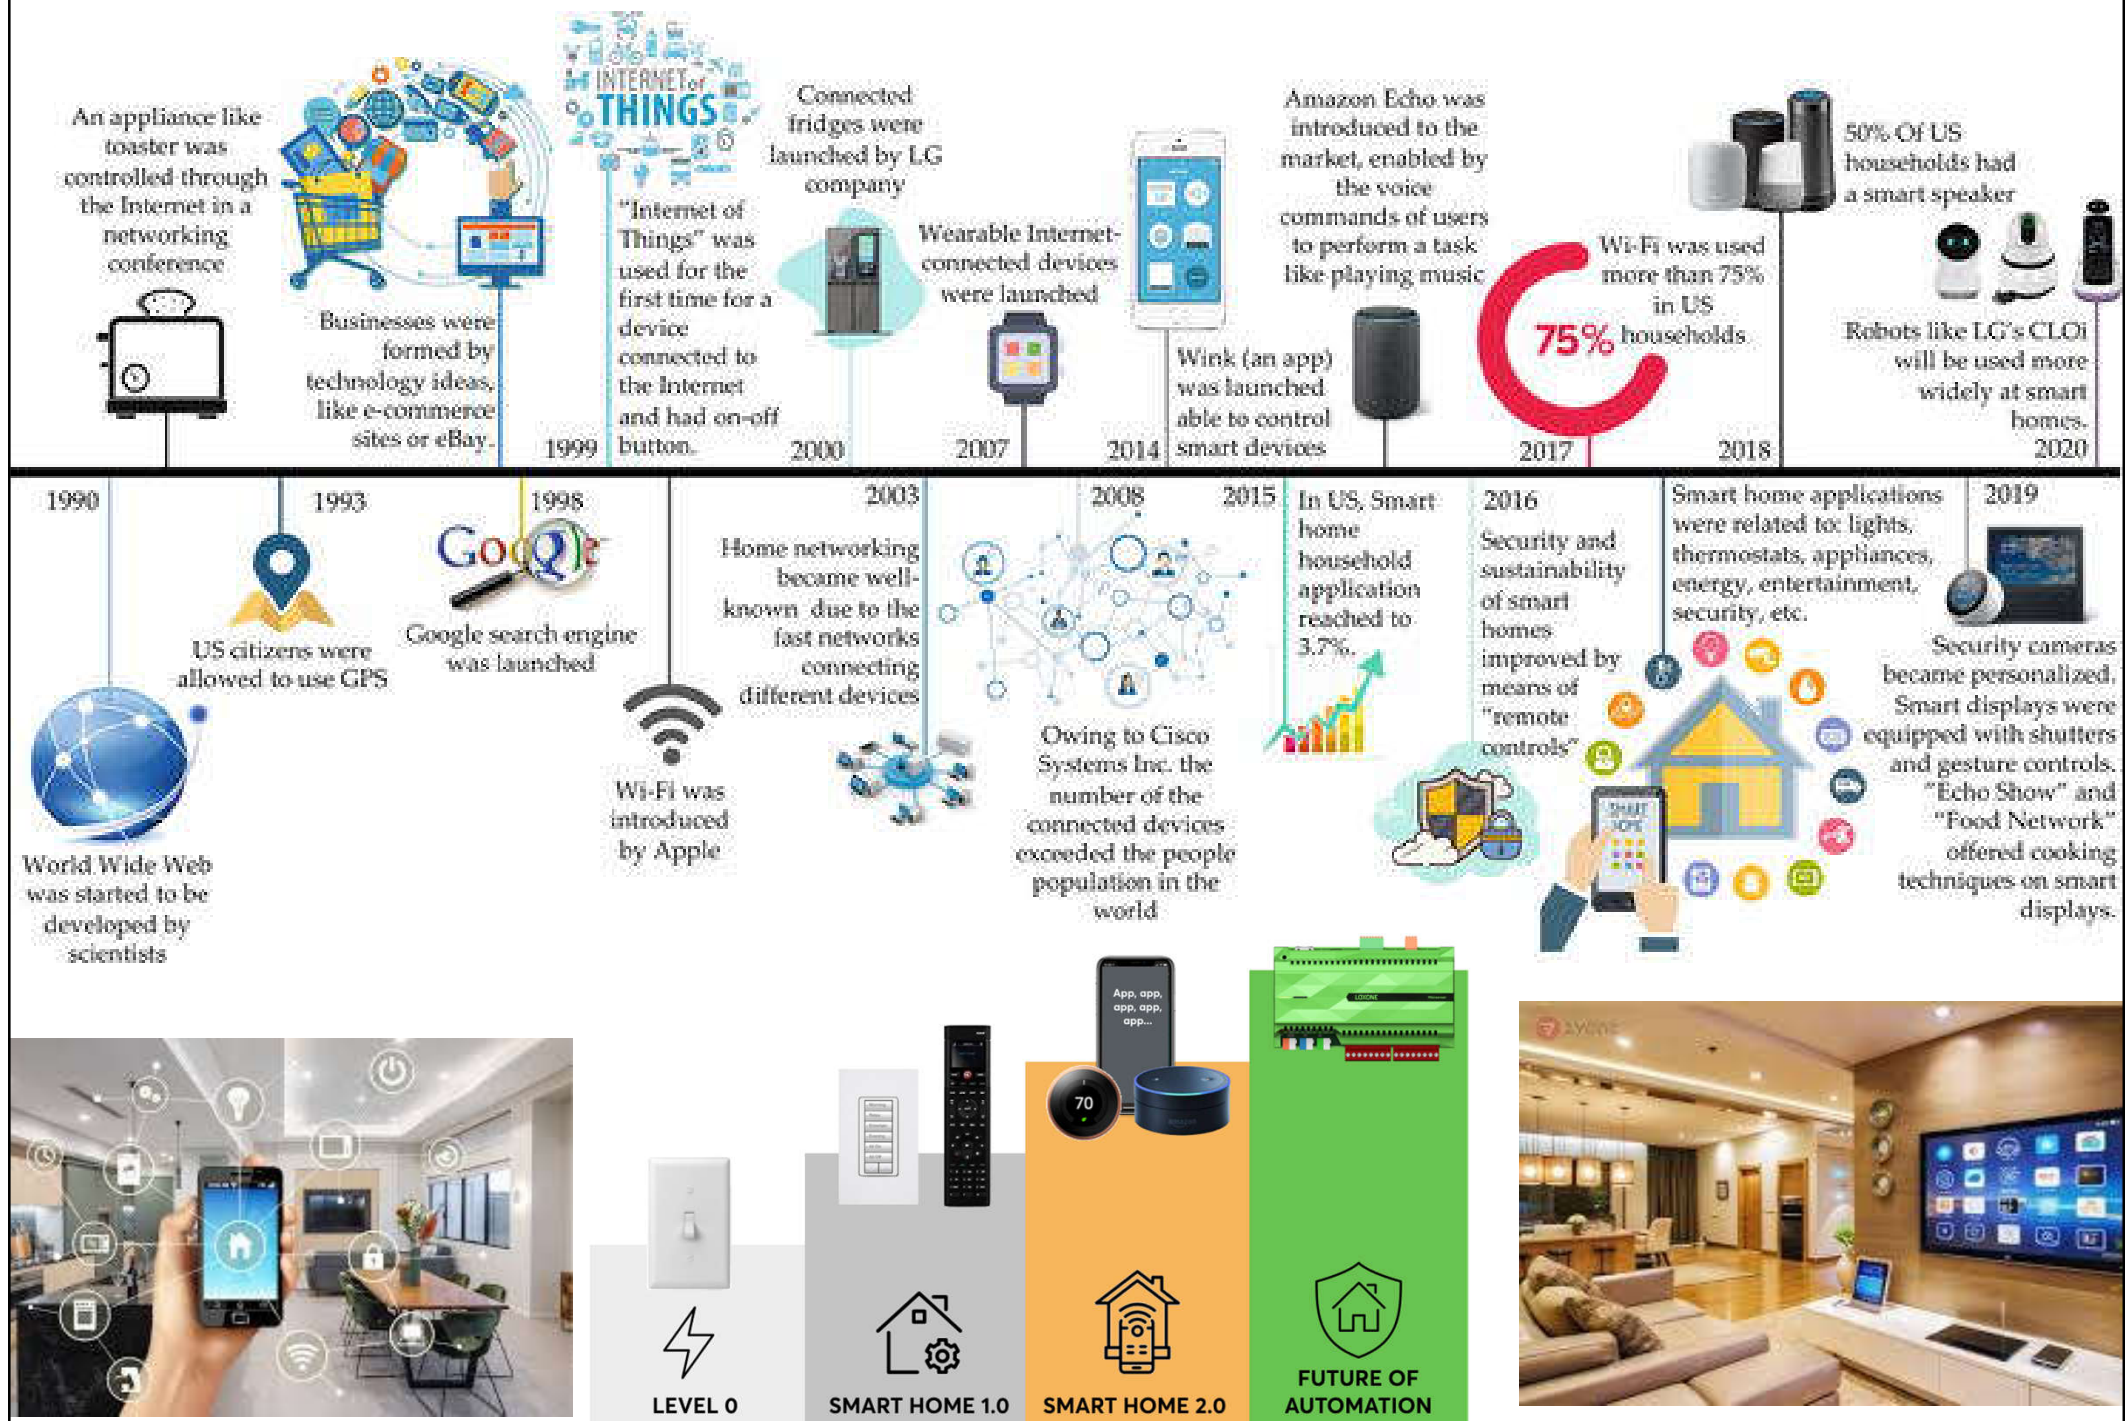 An appliance like
toaster was
controlled through
the Internet in a
networking
conference
Businesses were
formed by
technology ideas,
like e-commerce
sites or eBay.
INTERNET of
THINGS
1999
"Internet of
Things" was
used for the
first time for a
device
connected to
the Internet
and had on-off
button.
Connected
fridges were
launched by LG
company
2000
Wearable Internet-
connected devices
were launched
2007
2014
Wink (an app)
was launched
able to control
smart devices
Amazon Echo was
introduced to the
market, enabled by
the voice
commands of users
to perform a task
like playing music
Wi-Fi was used
more than 75%
in US
households
75%
2017
50% Of US
households had
a smart speaker
2018
Robots like LG's CLOi
will be used more
widely at smart
homes.
2020
1990
World Wide Web
was started to be
developed by
scientists
1993
US citizens were
allowed to use GPS
1998
Google
Google search engine
was launched
Wi-Fi was
introduced
by Apple
2003
Home networking
became well-
known due to the
fast networks
connecting
different devices
2008
Owing to Cisco
Systems Inc. the
number of the
connected devices
exceeded the people
population in the
world
2015
In US, Smart
home
household
application
reached to
3.7%.
2016
Security and
sustainability
of smart
homes
improved by
means of
"remote
controls"
Smart home applications
were related to: lights,
thermostats, appliances,
energy, entertainment,
security, etc.
SMART
HOME
2019
Security cameras
became personalized.
Smart displays were
equipped with shutters
and gesture controls.
"Echo Show" and
"Food Network"
offered cooking
techniques on smart
displays.
App, app,
app, app,
app...
70
LOXONE
LEVEL 0
SMART HOME 1.0
SMART HOME 2.0
FUTURE OF
AUTOMATION